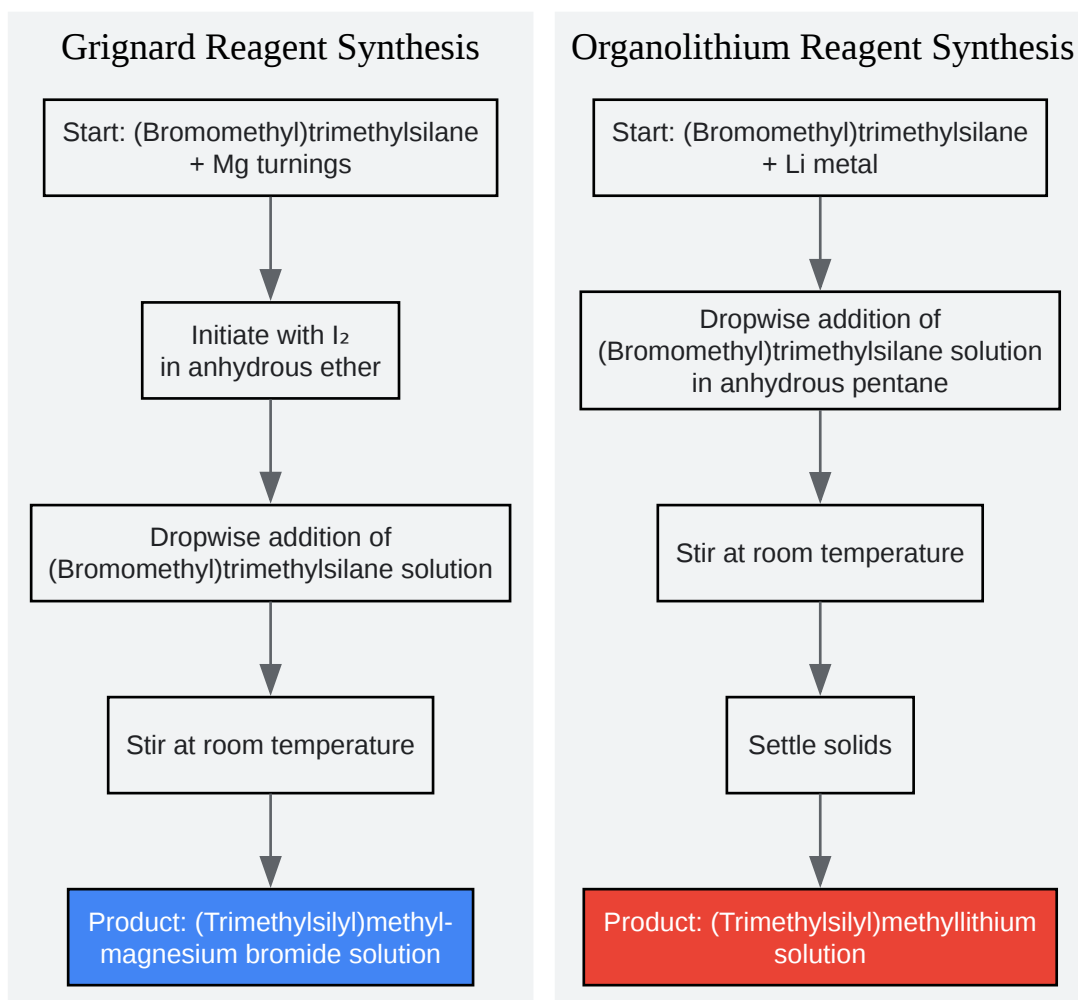 Grignard Reagent Synthesis
Start: (Bromomethyl)trimethylsilane
+ Mg turnings
Initiate with I₂
in anhydrous ether
Dropwise addition of
(Bromomethyl)trimethylsilane solution
Stir at room temperature
Product: (Trimethylsilyl)methyl-
magnesium bromide solution
Organolithium Reagent Synthesis
Start: (Bromomethyl)trimethylsilane
+ Li metal
Dropwise addition of
(Bromomethyl)trimethylsilane solution
in anhydrous pentane
Stir at room temperature
Settle solids
Product: (Trimethylsilyl)methyllithium
solution